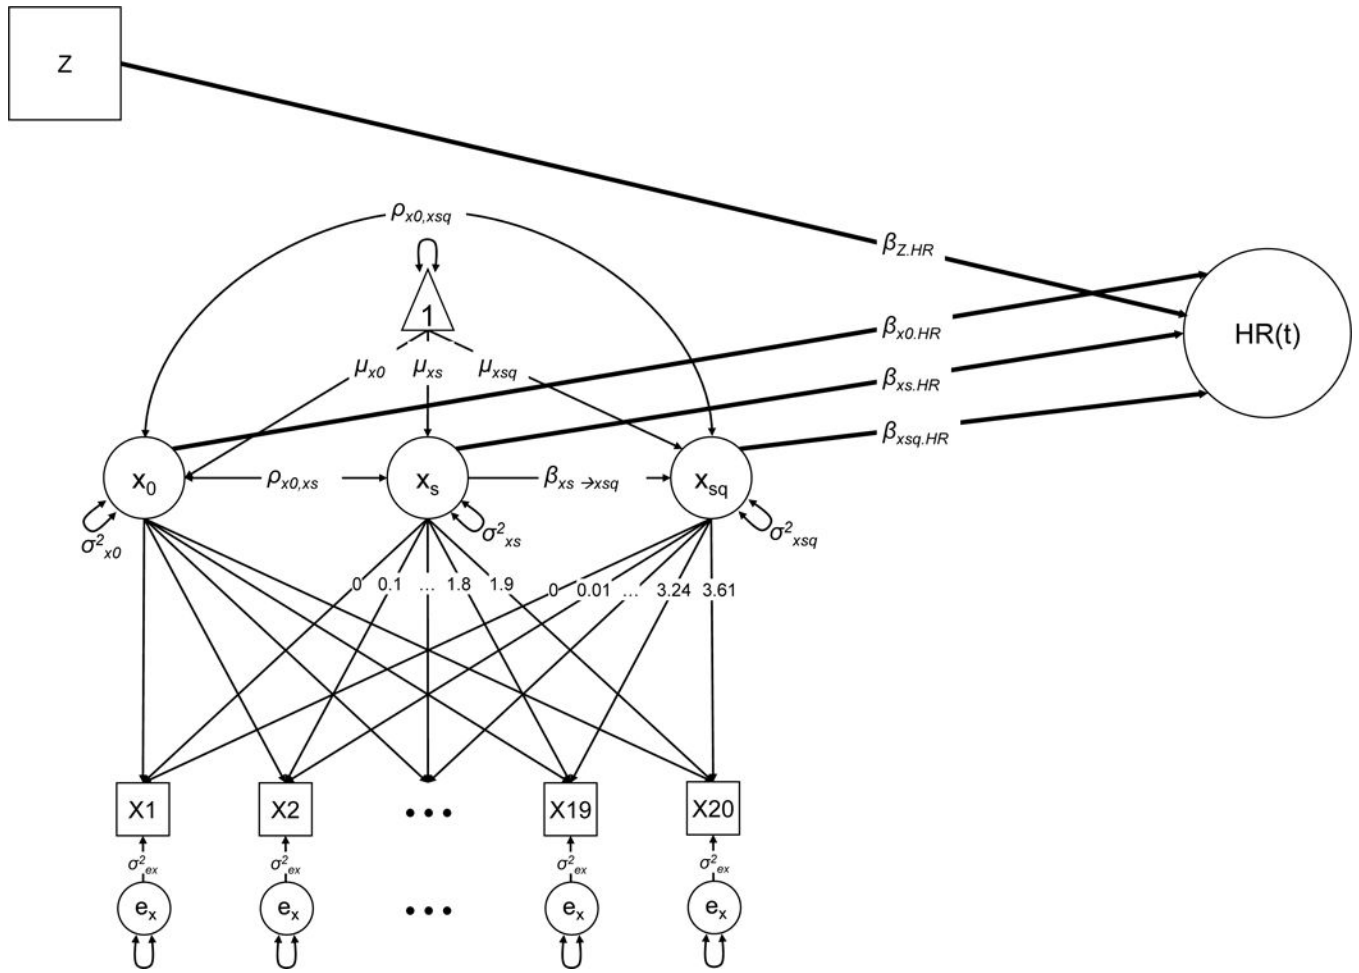 Z
ρx0,xsq
βZ.HR
1
βx0.HR
HR(t)
μx0 μxs μxsq
βxs.HR
βxsq.HR
x0 ρx0,xs xs βxs →xsq xsq
σ²x0 σ²xs σ²xsq
0 0.1 ... 1.8 1.9 0 0.01 ... 3.24 3.61
X1 X2 ••• X19 X20
σ²ex σ²ex σ²ex σ²ex
ex ex ••• ex ex